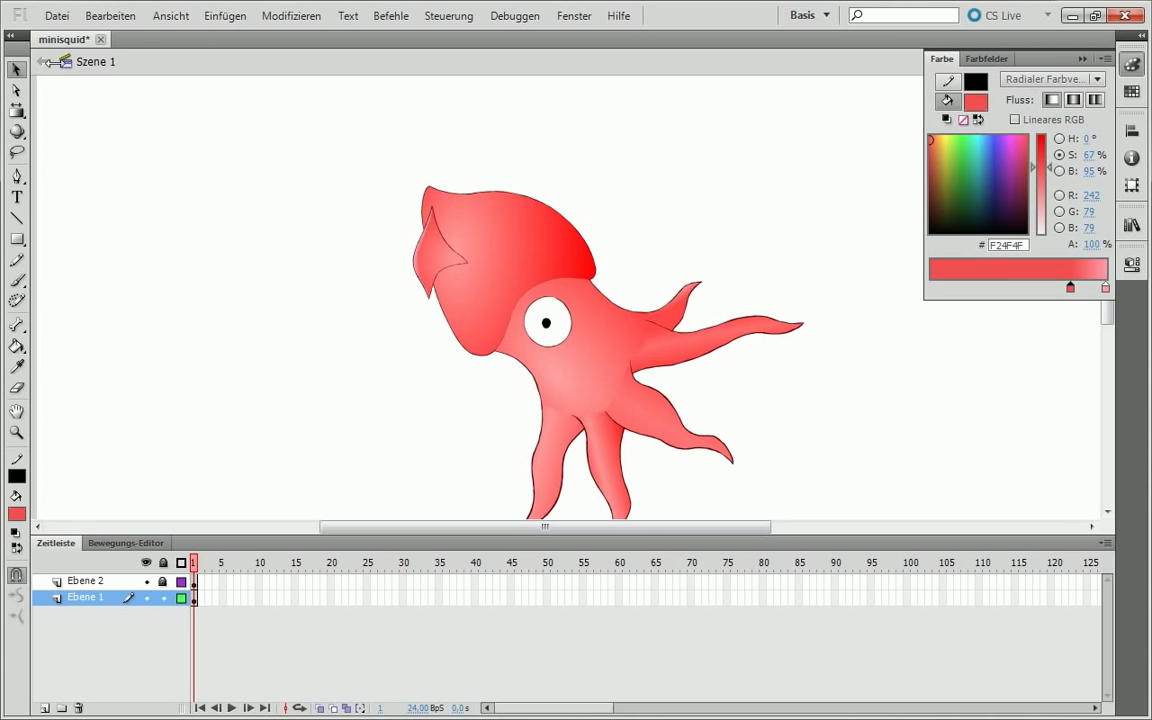 Fl Datei Bearbeiten Ansicht Einfügen Modifizieren Text Befehle Steuerung Debuggen Fenster Hilfe Basis CS Live
minisquid*
Szene 1
Farbe Farbfelder
Radialer Farbve...
Fluss:
Lineares RGB
H: 0 °
S: 67 %
B: 95 %
R: 242
G: 79
B: 79
# F24F4F A: 100 %
Zeitleiste Bewegungs-Editor
1 5 10 15 20 25 30 35 40 45 50 55 60 65 70 75 80 85 90 95 100 105 110 115 120 125
Ebene 2
Ebene 1
1 24,00 BpS 0,0 s